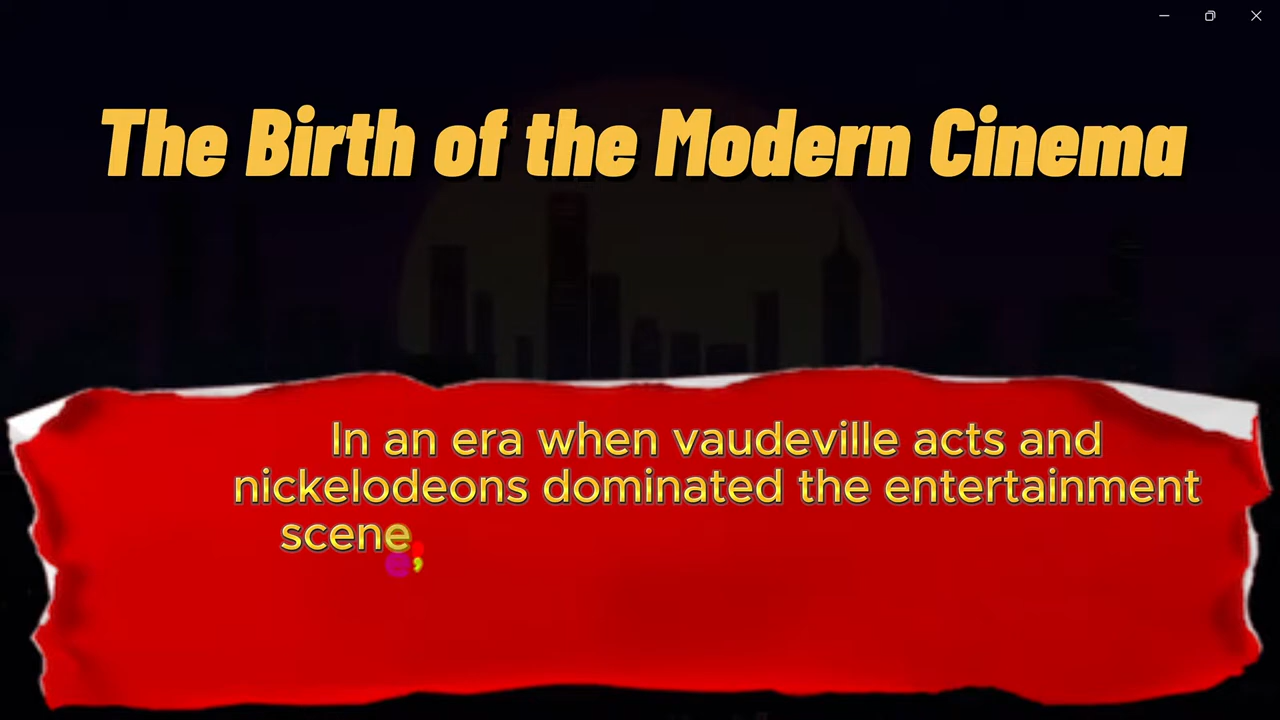 The Birth of the Modern Cinema
In an era when vaudeville acts and
nickelodeons dominated the entertainment
scene,